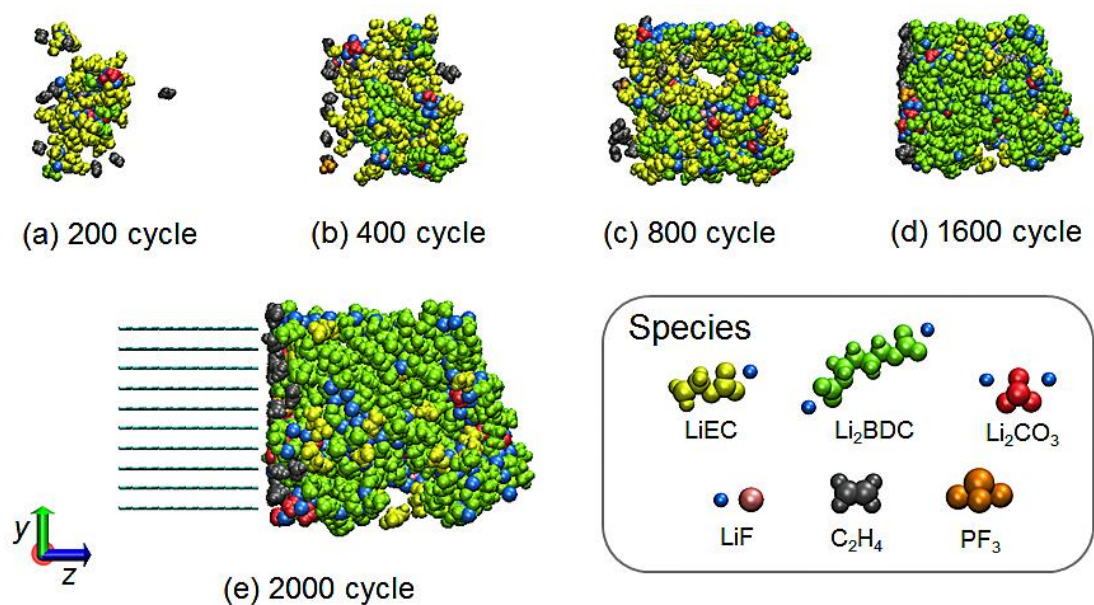 (a) 200 cycle
(b) 400 cycle
(c) 800 cycle
(d) 1600 cycle
y
z
(e) 2000 cycle
Species
LiEC
Li₂BDC
Li₂CO₃
LiF
C₂H₄
PF₃